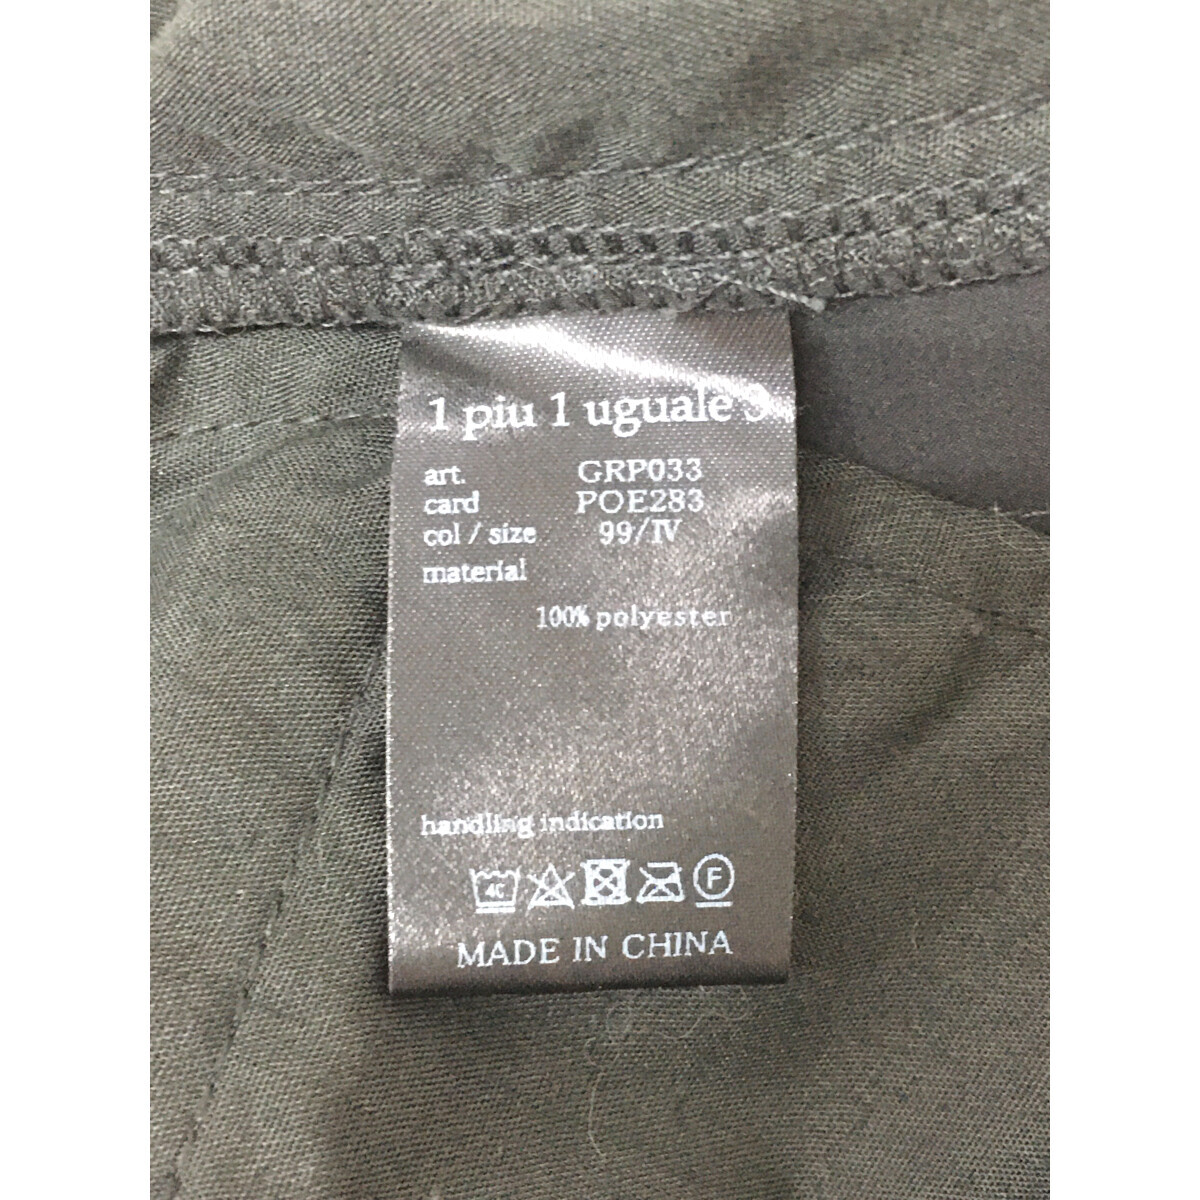 1 piu 1 uguale 3
art. GRP033
card POE283
col / size 99/IV
material
100% polyester
handling indication
40 F
MADE IN CHINA